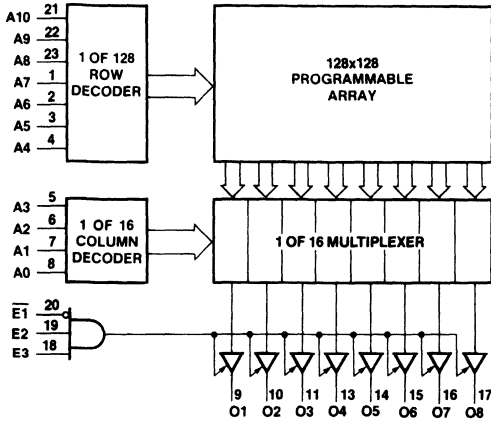 A10 21
A9 22
A8 23
A7 1
A6 2
A5 3
A4 4
1 OF 128
ROW
DECODER
128x128
PROGRAMMABLE
ARRAY
A3 5
A2 6
A1 7
A0 8
1 OF 16
COLUMN
DECODER
1 OF 16 MULTIPLEXER
E1 20
E2 19
E3 18
9 10 11 13 14 15 16 17
O1 O2 O3 O4 O5 O6 O7 O8